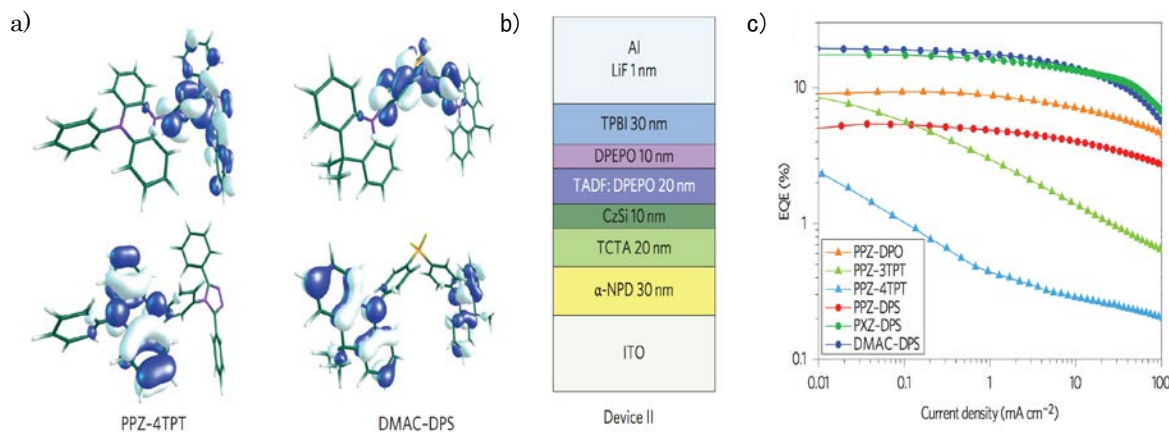 a)
PPZ-4TPT
DMAC-DPS
b)
Al
LiF 1 nm
TPBI 30 nm
DPEPO 10 nm
TADF: DPEPO 20 nm
CzSi 10 nm
TCTA 20 nm
α-NPD 30 nm
ITO
Device II
c)
EQE (%)
10
1
0.1
PPZ-DPO
PPZ-3TPT
PPZ-4TPT
PPZ-DPS
PXZ-DPS
DMAC-DPS
0.01
0.1
1
10
100
Current density (mA cm⁻²)